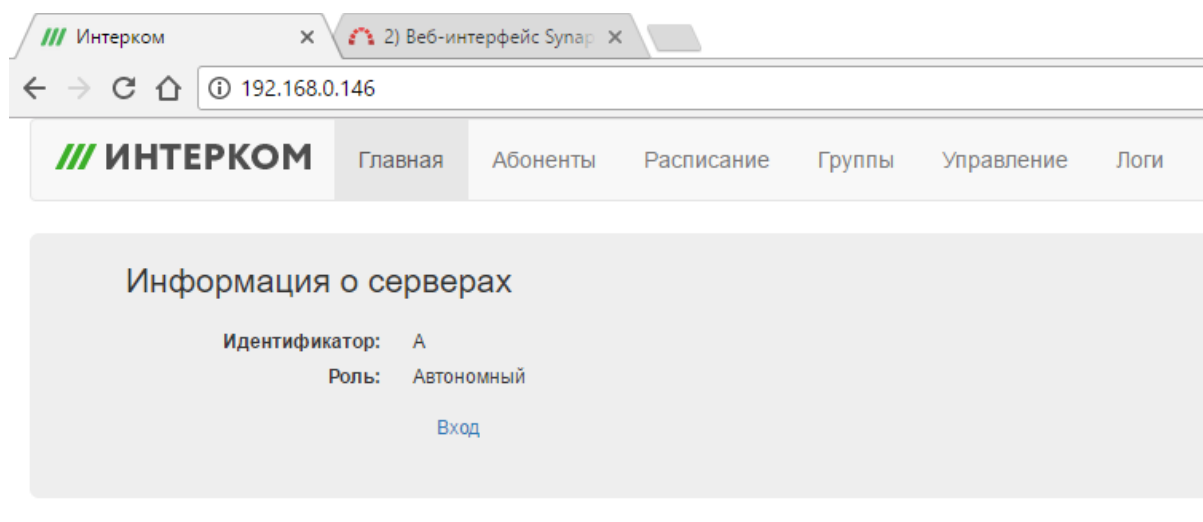 Интерком
2) Веб-интерфейс Synap
192.168.0.146
ИНТЕРКОМ Главная Абоненты Расписание Группы Управление Логи
Информация о серверах
Идентификатор: A
Роль: Автономный
Вход